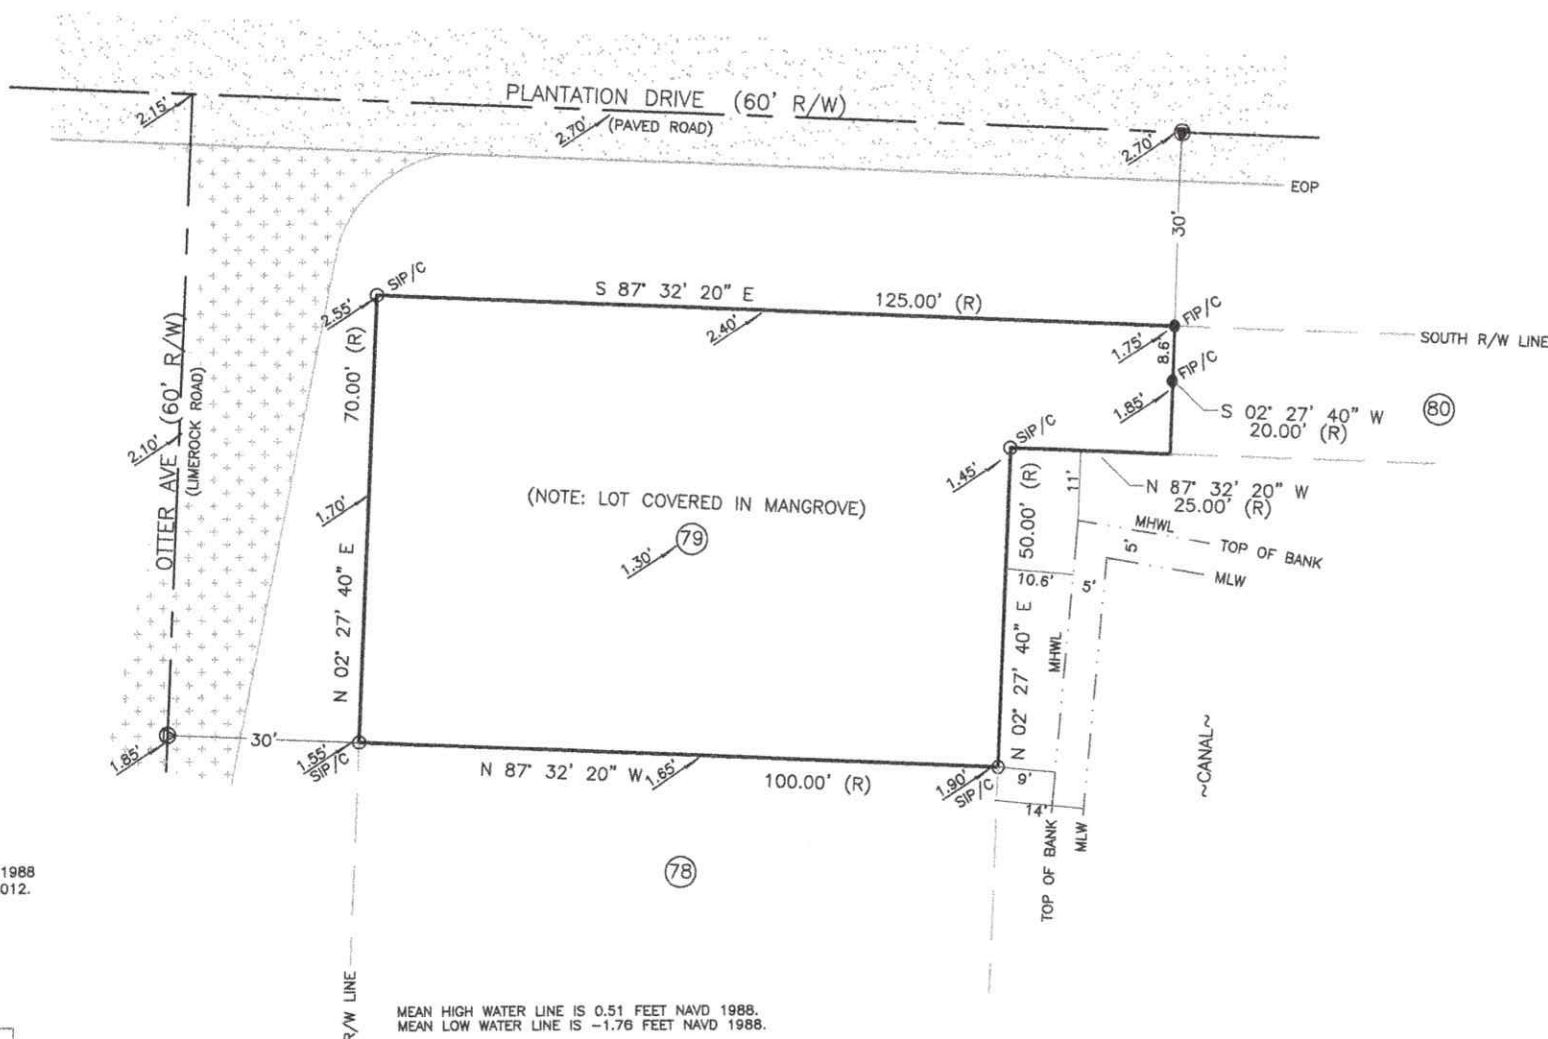 PLANTATION DRIVE (60' R/W)
(PAVED ROAD)
2.15'
2.70'
2.70'
EOP
30'
SIP/C
2.55'
S 87° 32' 20" E 125.00' (R)
2.40'
FIP/C
1.75'
8.6'
SOUTH R/W LINE
FIP/C
1.85'
S 02° 27' 40" W
20.00' (R)
80
OTTER AVE (60' R/W)
(LIMEROCK ROAD)
2.10'
N 02° 27' 40" E 70.00' (R)
1.70'
SIP/C
1.45'
N 87° 32' 20" W
25.00' (R)
(NOTE: LOT COVERED IN MANGROVE)
79
1.30'
N 02° 27' 40" E 50.00' (R)
11'
MHWL
TOP OF BANK
5'
MLW
10.6'
5'
MHWL
~CANAL~
1.85'
30'
1.55'
SIP/C
N 87° 32' 20" W 100.00' (R)
1.65'
1.90'
SIP/C
9'
14'
TOP OF BANK
MLW
78
1988
012.
R/W LINE
MEAN HIGH WATER LINE IS 0.51 FEET NAVD 1988.
MEAN LOW WATER LINE IS -1.76 FEET NAVD 1988.